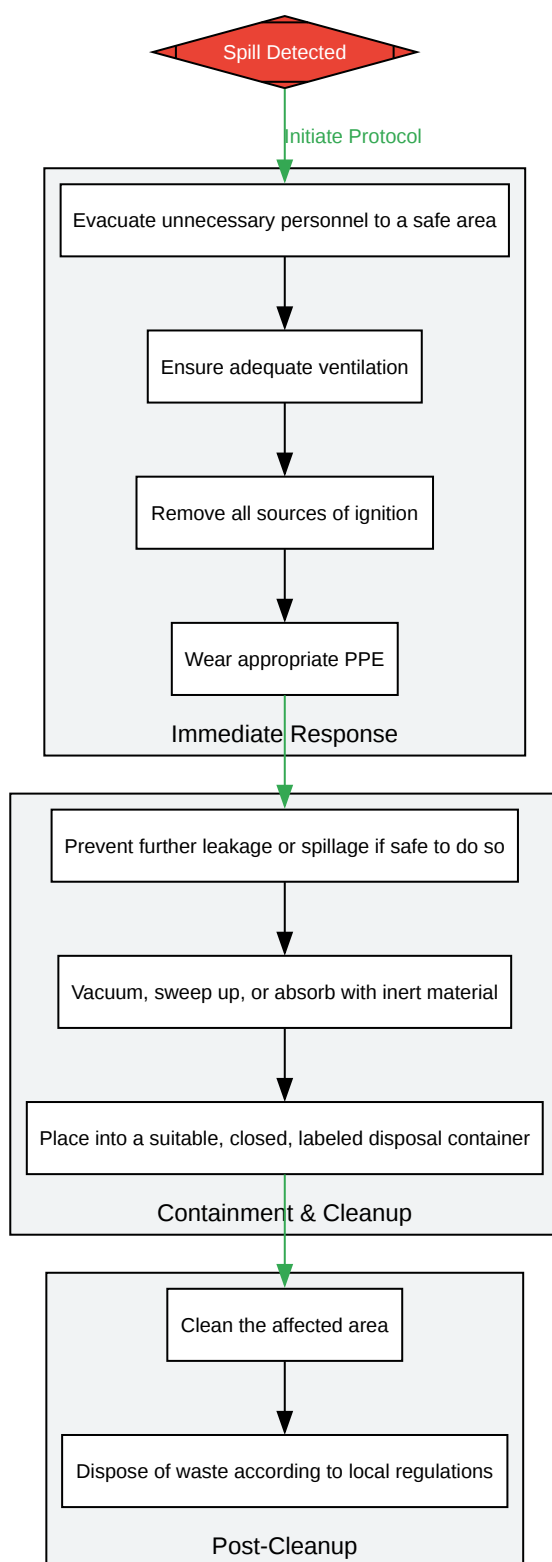 Spill Detected
Initiate Protocol
Evacuate unnecessary personnel to a safe area
Ensure adequate ventilation
Remove all sources of ignition
Wear appropriate PPE
Immediate Response
Prevent further leakage or spillage if safe to do so
Vacuum, sweep up, or absorb with inert material
Place into a suitable, closed, labeled disposal container
Containment & Cleanup
Clean the affected area
Dispose of waste according to local regulations
Post-Cleanup